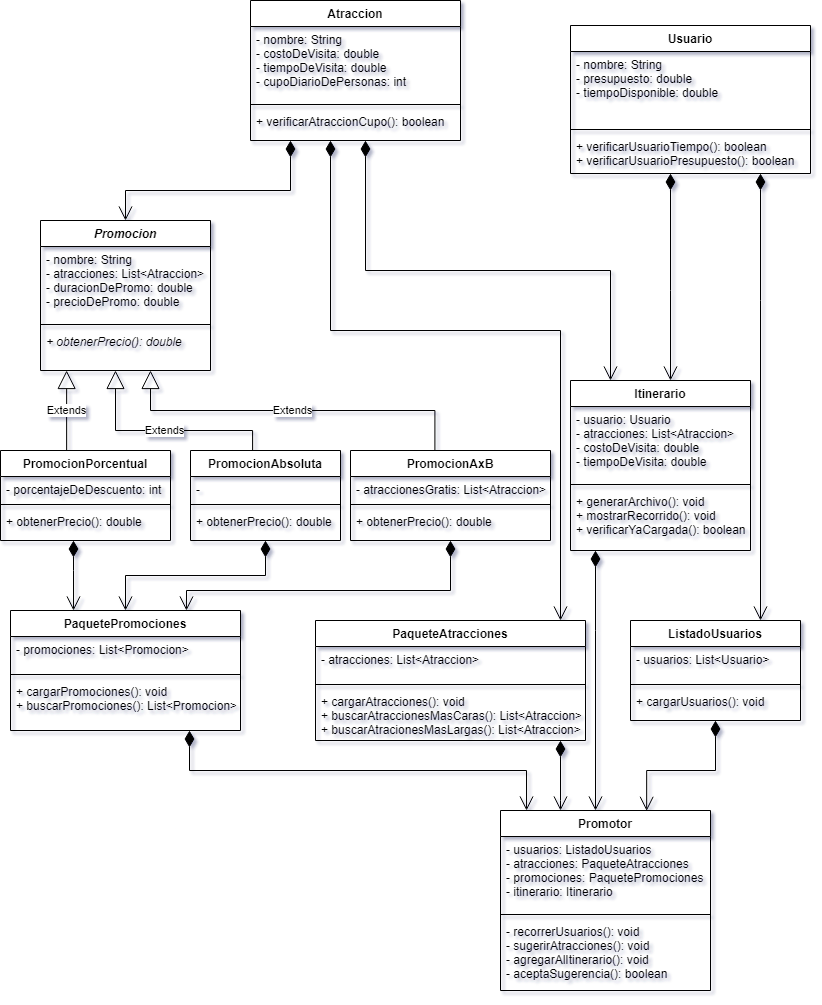 Atraccion
- nombre: String
- costoDeVisita: double
- tiempoDeVisita: double
- cupoDiarioDePersonas: int
+ verificarAtraccionCupo(): boolean
Usuario
- nombre: String
- presupuesto: double
- tiempoDisponible: double
+ verificarUsuarioTiempo(): boolean
+ verificarUsuarioPresupuesto(): boolean
Promocion
- nombre: String
- atracciones: List<Atraccion>
- duracionDePromo: double
- precioDePromo: double
+ obtenerPrecio(): double
Extends
Extends
Extends
Itinerario
- usuario: Usuario
- atracciones: List<Atraccion>
- costoDeVisita: double
- tiempoDeVisita: double
+ generarArchivo(): void
+ mostrarRecorrido(): void
+ verificarYaCargada(): boolean
PromocionPorcentual
- porcentajeDeDescuento: int
+ obtenerPrecio(): double
PromocionAbsoluta
-
+ obtenerPrecio(): double
PromocionAxB
- atraccionesGratis: List<Atraccion>
+ obtenerPrecio(): double
PaquetePromociones
- promociones: List<Promocion>
+ cargarPromociones(): void
+ buscarPromociones(): List<Promocion>
PaqueteAtracciones
- atracciones: List<Atraccion>
+ cargarAtracciones(): void
+ buscarAtraccionesMasCaras(): List<Atraccion>
+ buscarAtracionesMasLargas(): List<Atraccion>
ListadoUsuarios
- usuarios: List<Usuario>
+ cargarUsuarios(): void
Promotor
- usuarios: ListadoUsuarios
- atracciones: PaqueteAtracciones
- promociones: PaquetePromociones
- itinerario: Itinerario
- recorrerUsuarios(): void
- sugerirAtracciones(): void
- agregarAlItinerario(): void
- aceptaSugerencia(): boolean